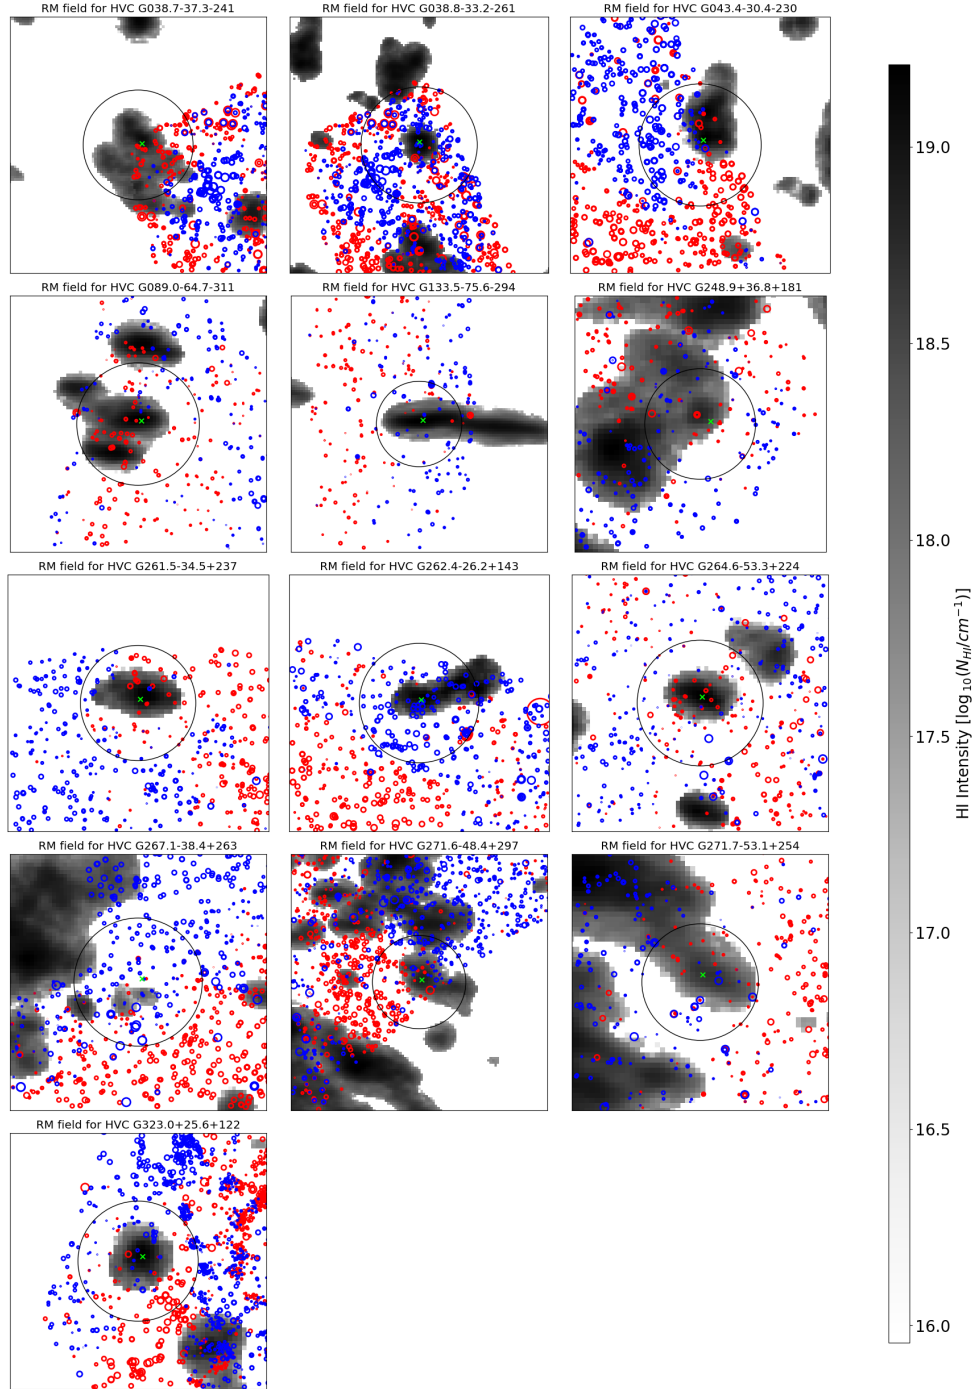 RM field for HVC G038.7-37.3-241
RM field for HVC G038.8-33.2-261
RM field for HVC G043.4-30.4-230
RM field for HVC G089.0-64.7-311
RM field for HVC G133.5-75.6-294
RM field for HVC G248.9+36.8+181
RM field for HVC G261.5-34.5+237
RM field for HVC G262.4-26.2+143
RM field for HVC G264.6-53.3+224
RM field for HVC G267.1-38.4+263
RM field for HVC G271.6-48.4+297
RM field for HVC G271.7-53.1+254
RM field for HVC G323.0+25.6+122
19.0
18.5
18.0
17.5
17.0
16.5
16.0
HI Intensity [log₁₀(N_{HI}/cm⁻¹)]